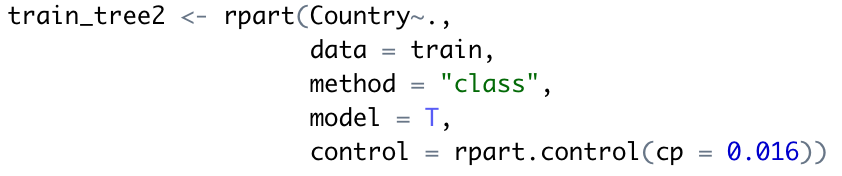 train_tree2 <- rpart(Country~.,
data = train,
method = "class",
model = T,
control = rpart.control(cp = 0.016))